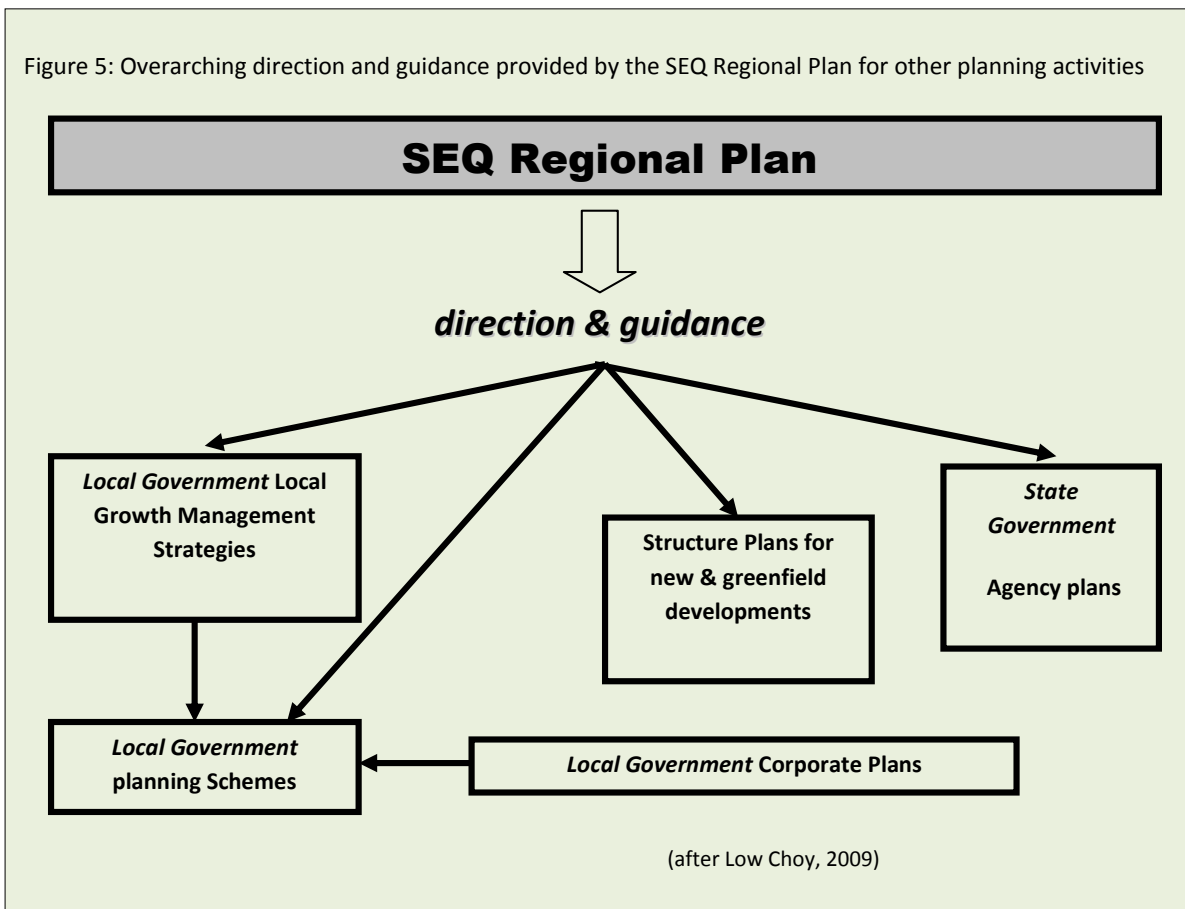 Figure 5: Overarching direction and guidance provided by the SEQ Regional Plan for other planning activities
SEQ Regional Plan
direction & guidance
Local Government Local
Growth Management
Strategies
Structure Plans for
new & greenfield
developments
State
Government
Agency plans
Local Government
planning Schemes
Local Government Corporate Plans
(after Low Choy, 2009)